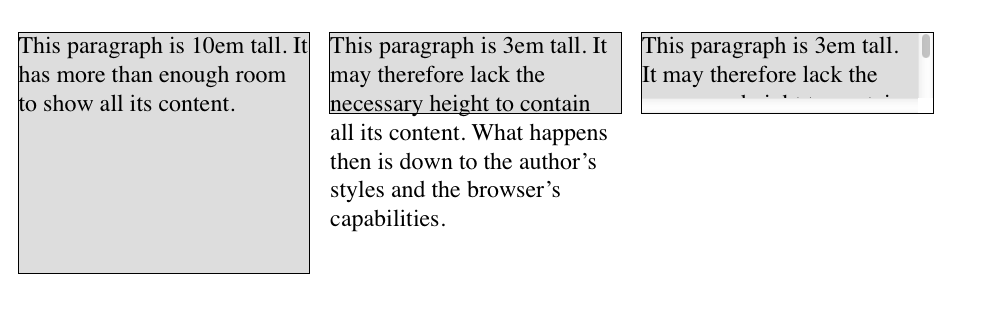 This paragraph is 10em tall. It
has more than enough room
to show all its content.
This paragraph is 3em tall. It
may therefore lack the
necessary height to contain
all its content. What happens
then is down to the author’s
styles and the browser’s
capabilities.
This paragraph is 3em tall.
It may therefore lack the